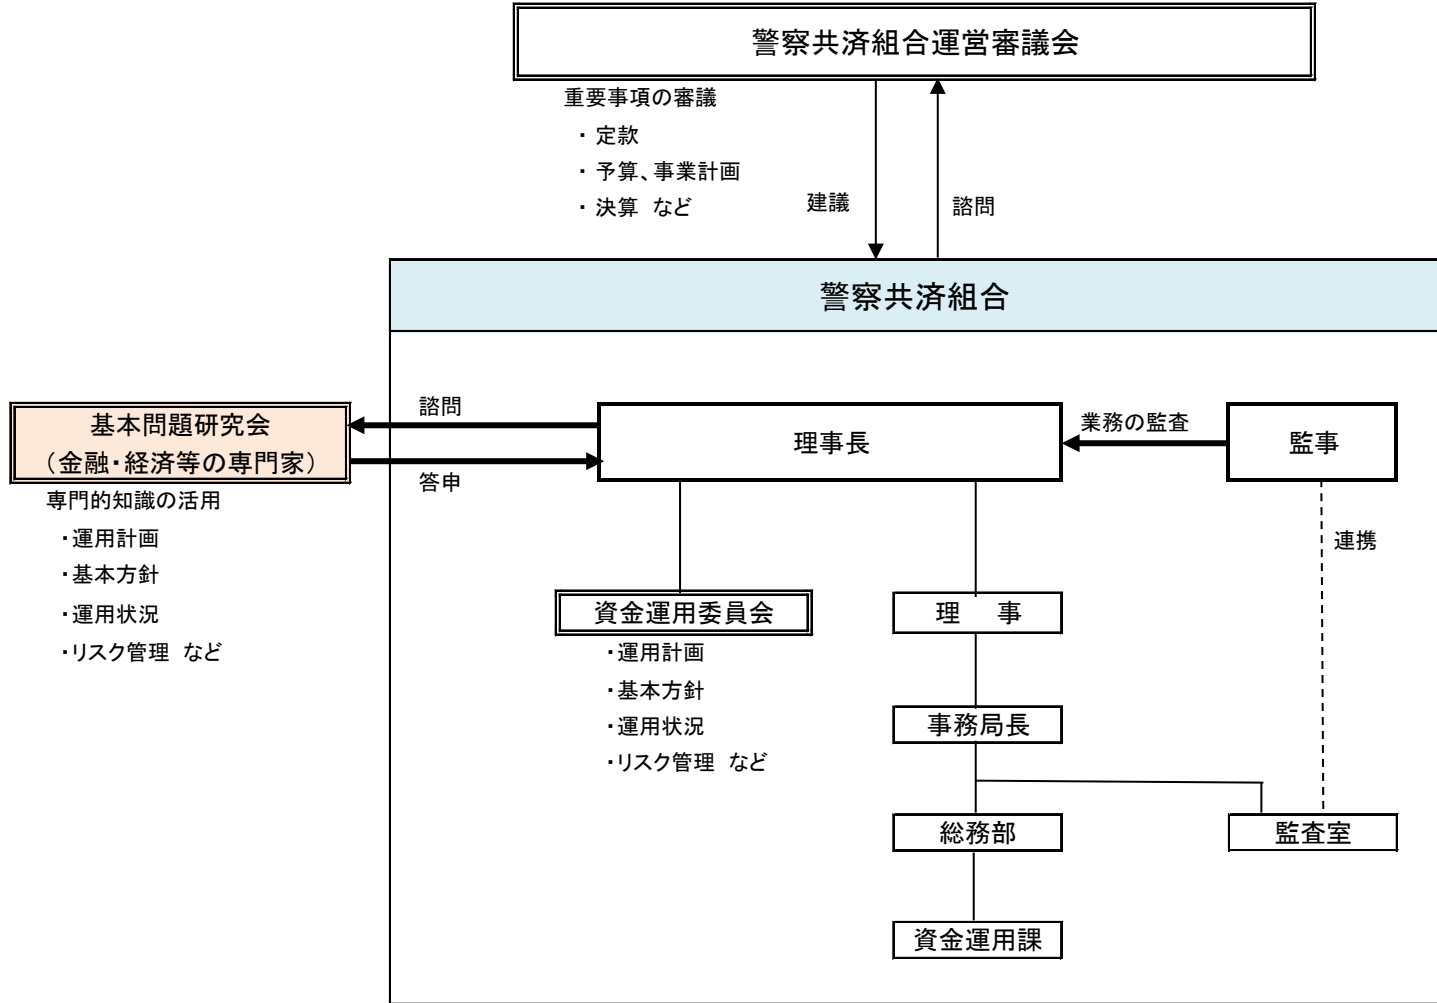 警察共済組合運営審議会
重要事項の審議
・ 定款
・ 予算、事業計画
・ 決算 など
建議
諮問
警察共済組合
基本問題研究会
（金融・経済等の専門家）
専門的知識の活用
・運用計画
・基本方針
・運用状況
・リスク管理 など
諮問
答申
理事長
業務の監査
監事
連携
資金運用委員会
・運用計画
・基本方針
・運用状況
・リスク管理 など
理　事
事務局長
総務部
監査室
資金運用課